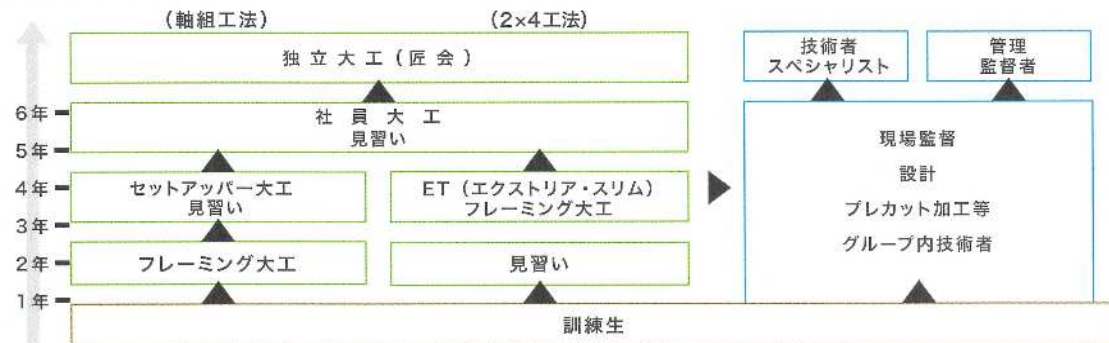 (軸組工法)
(2×4工法)
独立大工(匠会)
技術者
スペシャリスト
管理
監督者
6年
社員大工
見習い
5年
現場監督
設計
プレカット加工等
グループ内技術者
4年
セットアッパー大工
見習い
ET(エクストリア・スリム)
フレーミング大工
3年
2年
フレーミング大工
見習い
1年
訓練生